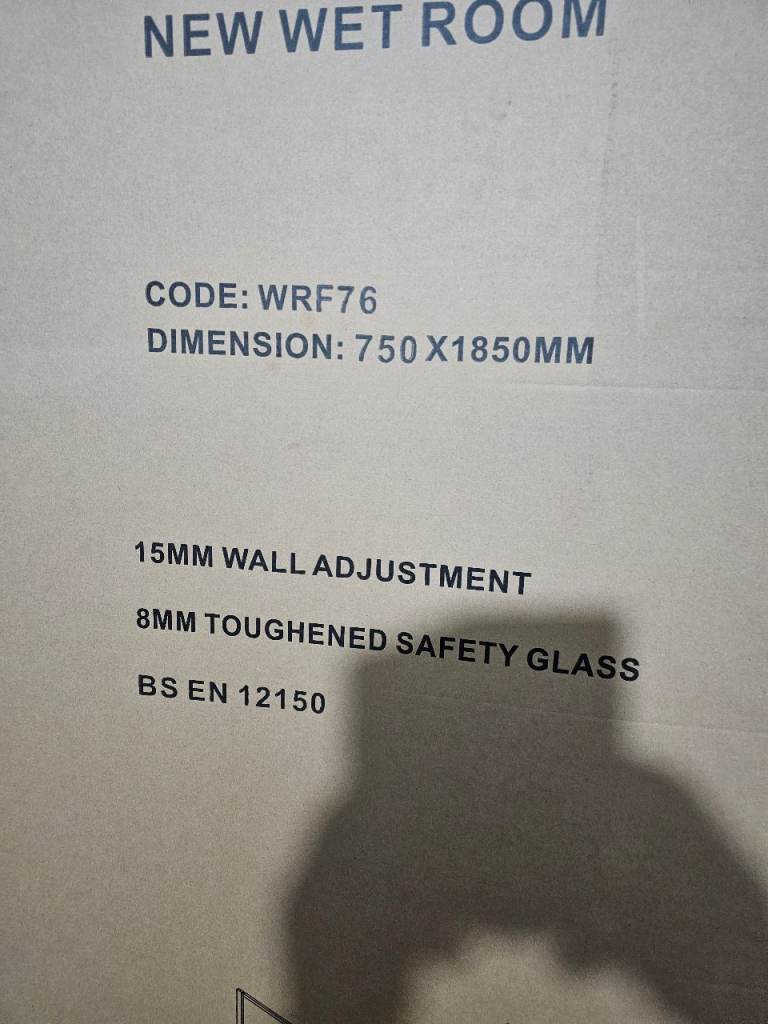 NEW WET ROOM
CODE: WRF76
DIMENSION: 750 X1850MM
15MM WALL ADJUSTMENT
8MM TOUGHENED SAFETY GLASS
BS EN 12150